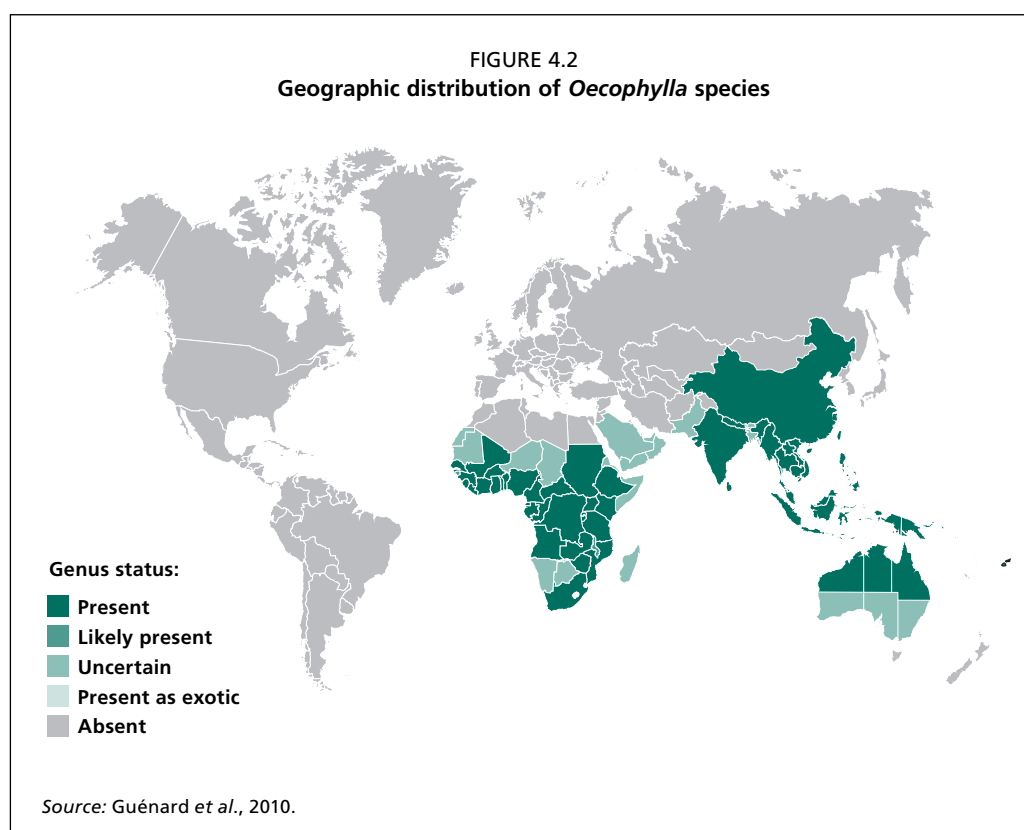 FIGURE 4.2
Geographic distribution of Oecophylla species
Genus status:
Present
Likely present
Uncertain
Present as exotic
Absent
Source: Guénard et al., 2010.